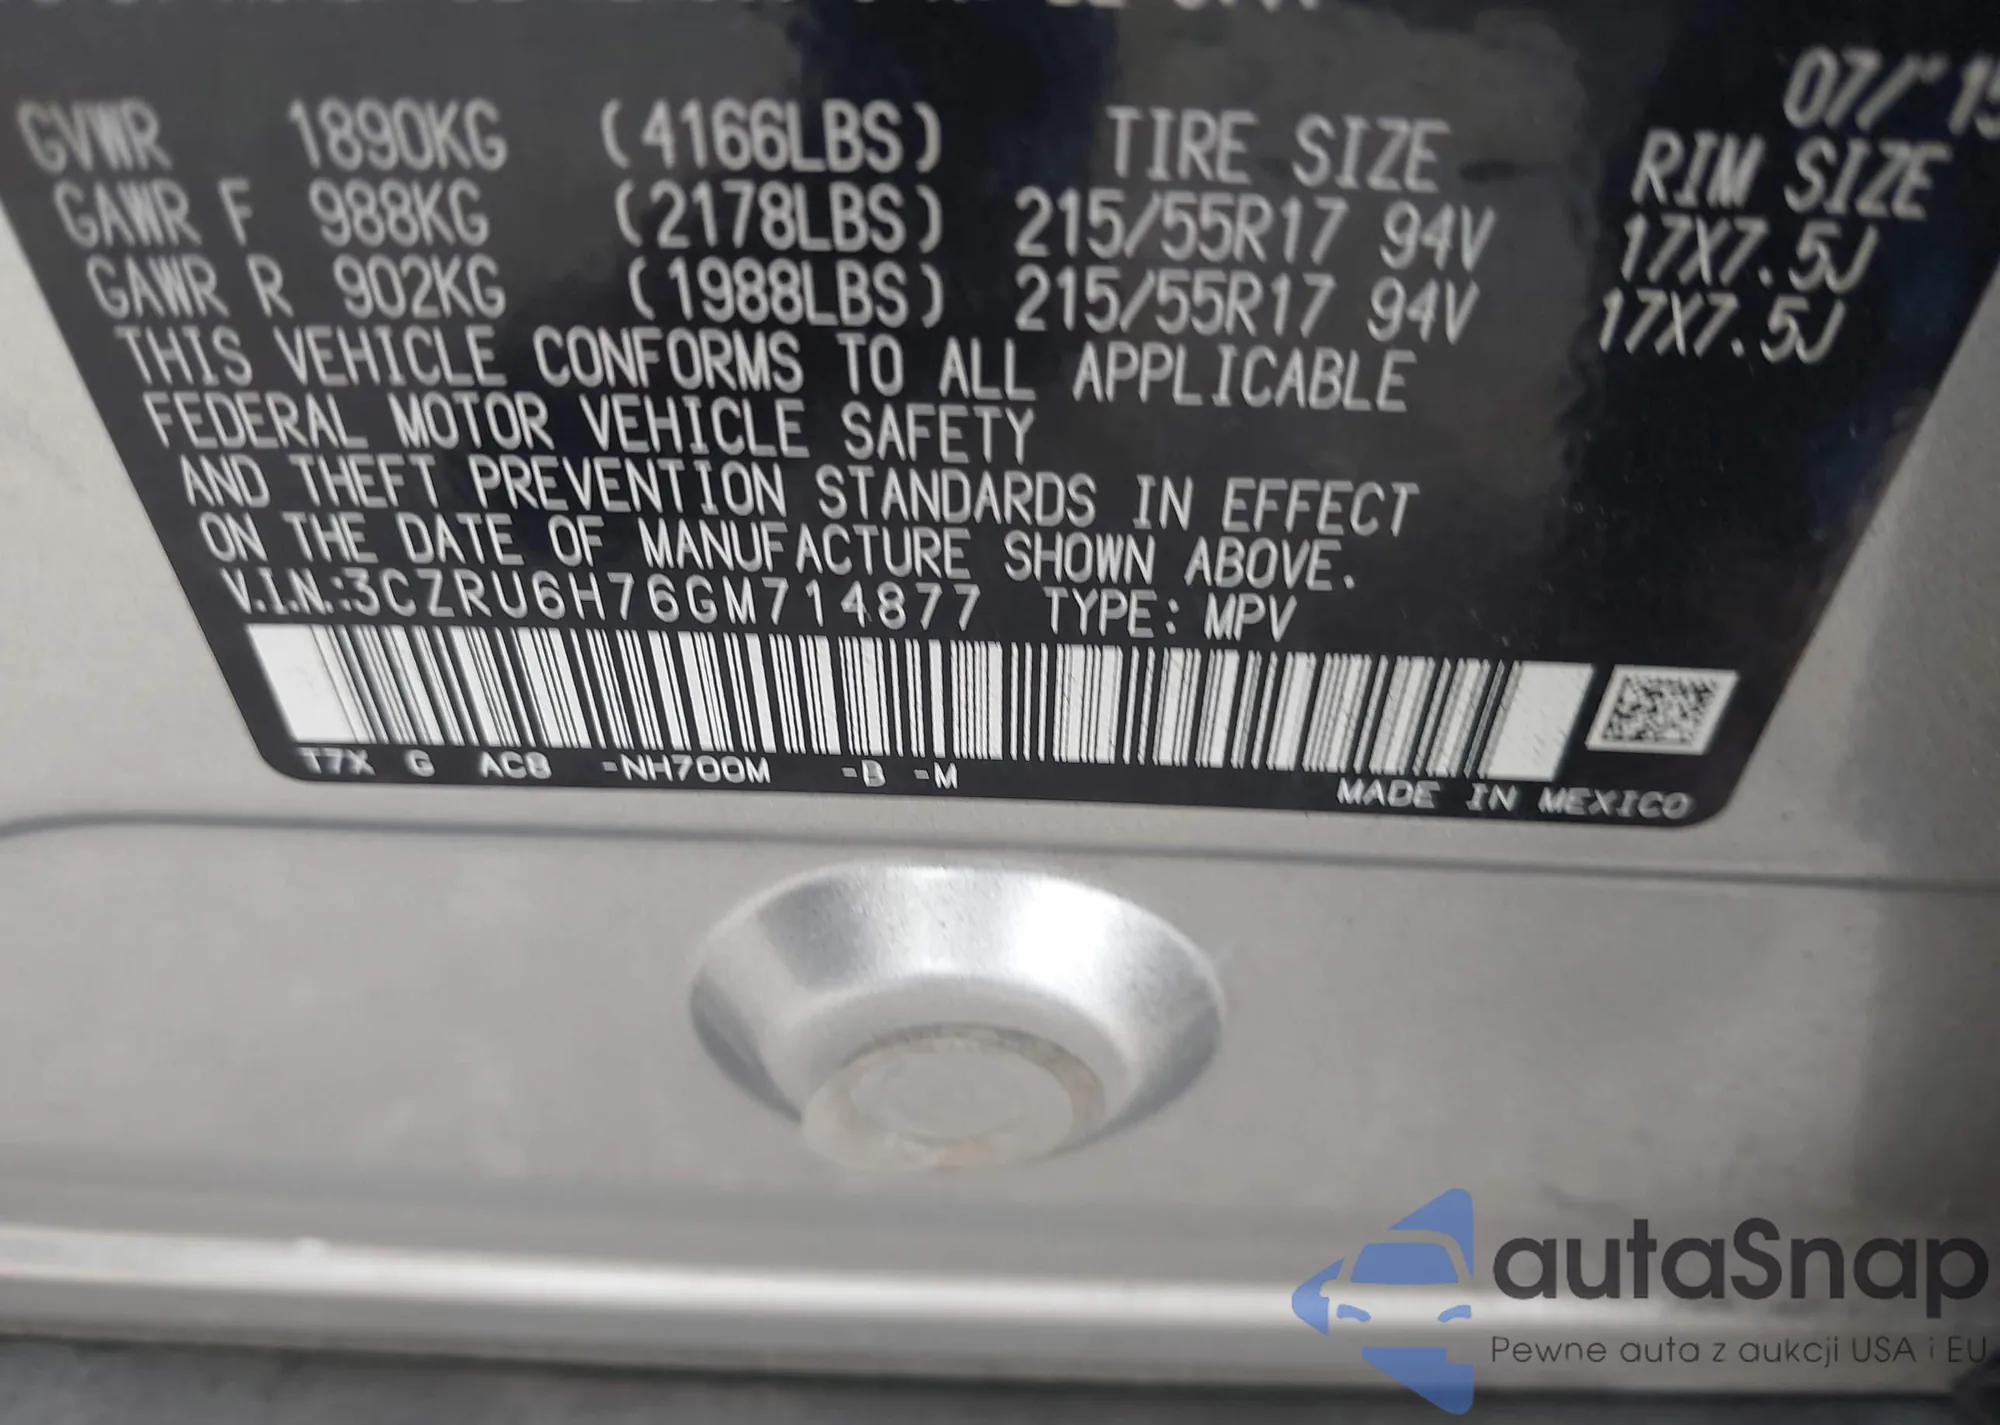 07/'15
GVWR 1890KG (4166LBS) TIRE SIZE RIM SIZE
GAWR F 988KG (2178LBS) 215/55R17 94V 17X7.5J
GAWR R 902KG (1988LBS) 215/55R17 94V 17X7.5J
THIS VEHICLE CONFORMS TO ALL APPLICABLE
FEDERAL MOTOR VEHICLE SAFETY
AND THEFT PREVENTION STANDARDS IN EFFECT
ON THE DATE OF MANUFACTURE SHOWN ABOVE.
V.I.N.:3CZRU6H76GM714877 TYPE: MPV
T7X G AC8 -NH700M -B -M
MADE IN MEXICO
autaSnap
Pewne auta z aukcji USA i EU